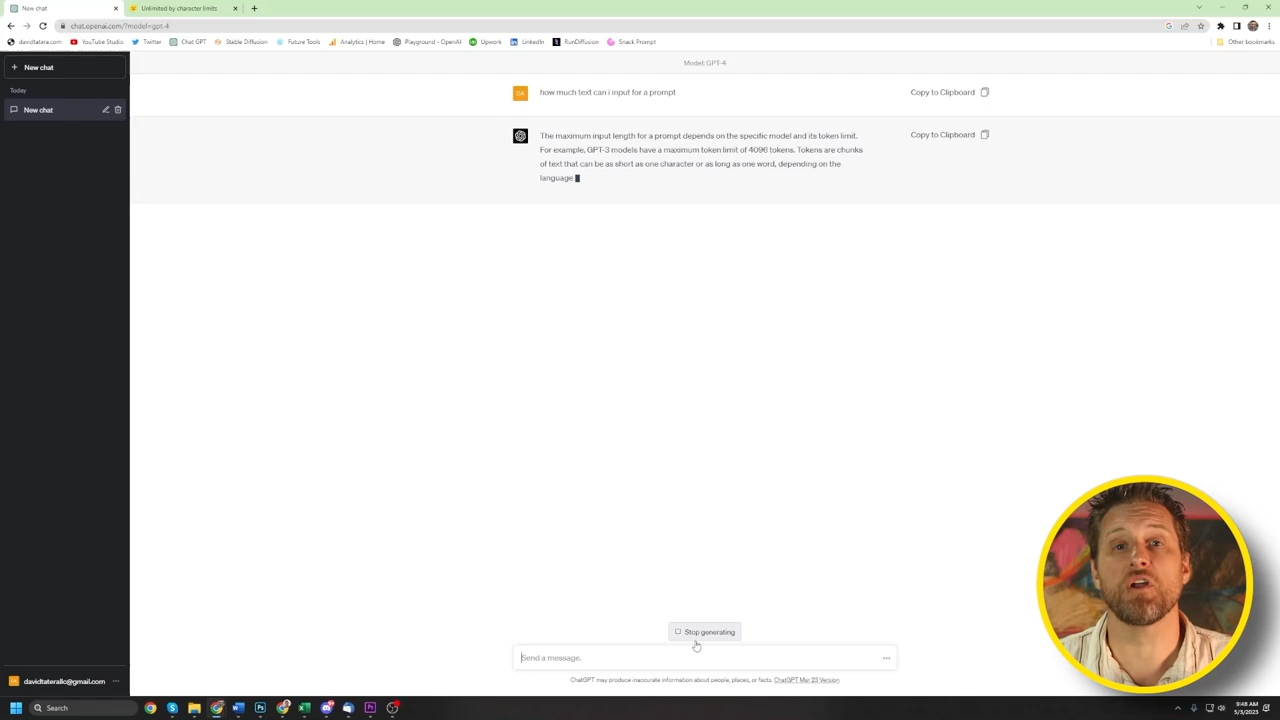 New chat
Unlimited by character limits
chat.openai.com/?model=gpt-4
davidtatera.com
YouTube Studio
Twitter
Chat GPT
Stable Diffusion
Future Tools
Analytics | Home
Playground - OpenAI
Upwork
LinkedIn
RunDiffusion
Snack Prompt
Other bookmarks
+ New chat
Model: GPT-4
Today
New chat
DA
how much text can i input for a prompt
Copy to Clipboard
The maximum input length for a prompt depends on the specific model and its token limit.
Copy to Clipboard
For example, GPT-3 models have a maximum token limit of 4096 tokens. Tokens are chunks
of text that can be as short as one character or as long as one word, depending on the
language
Stop generating
Send a message.
ChatGPT may produce inaccurate information about people, places, or facts. ChatGPT Mar 23 Version
davidtaterallc@gmail.com
Search
9:48 AM
5/3/2023